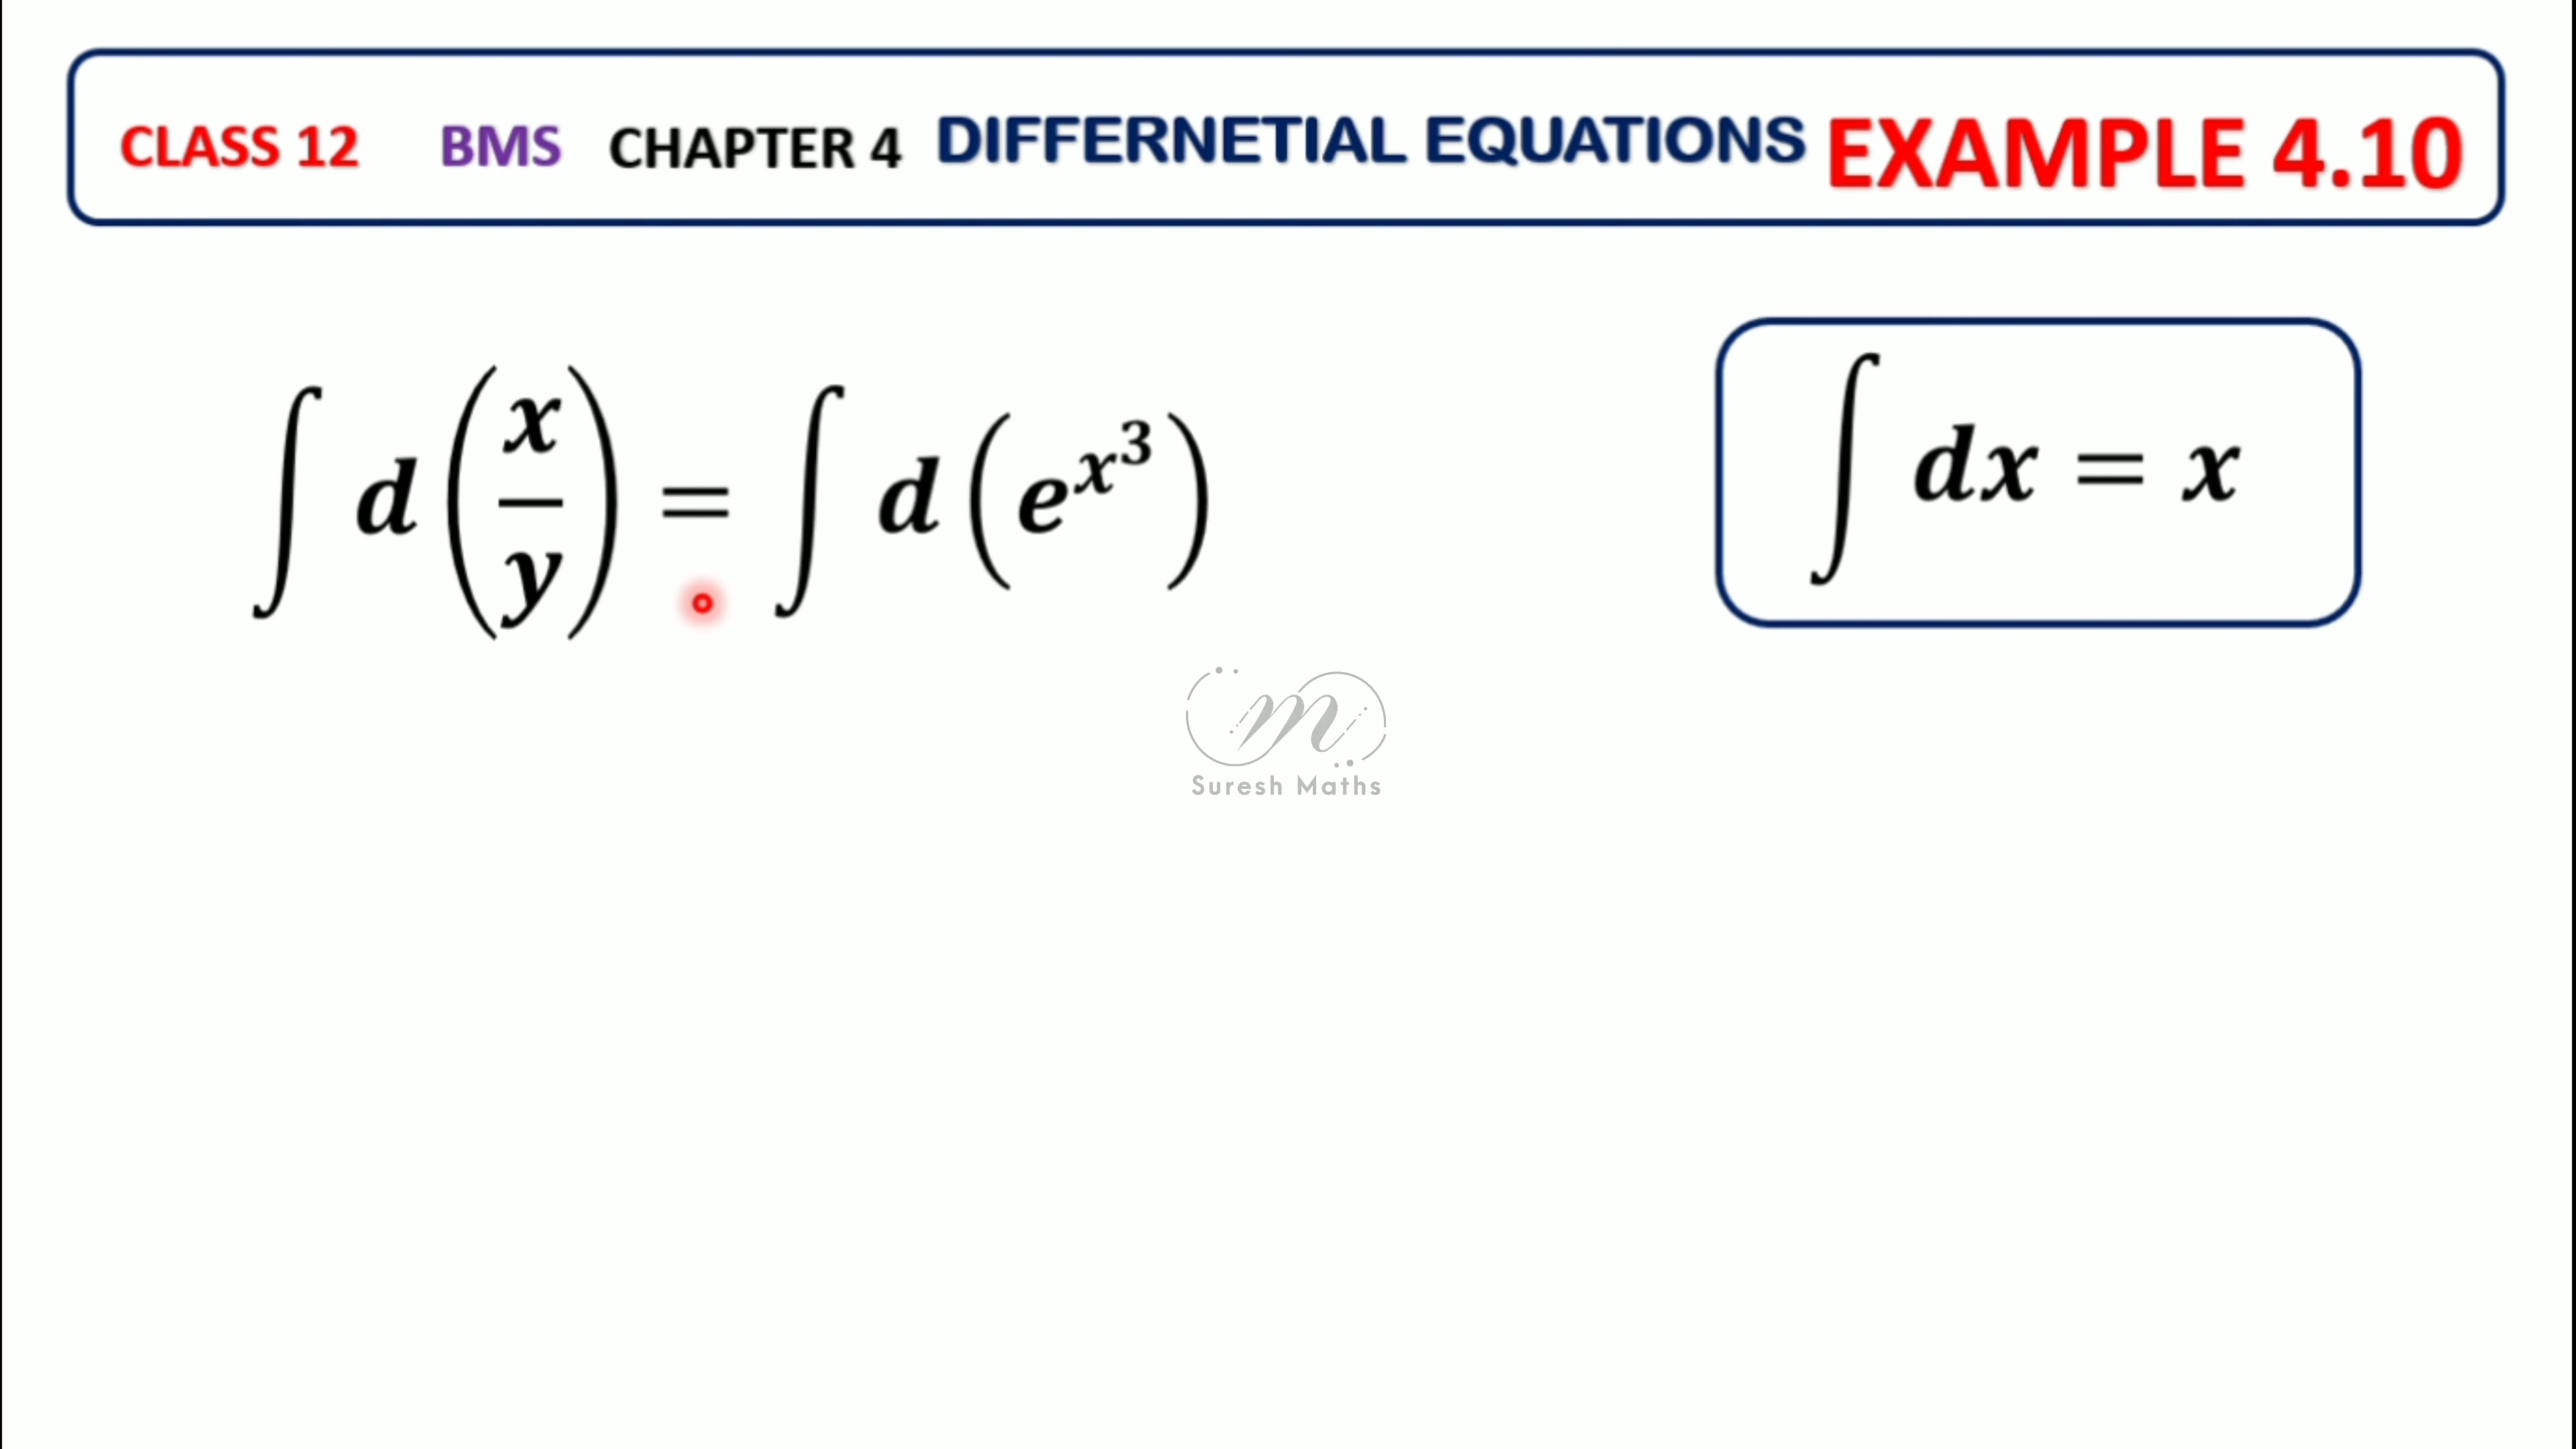 CLASS 12 BMS CHAPTER 4 DIFFERNETIAL EQUATIONS EXAMPLE 4.10
∫ d(x/y) = ∫ d(e^{x^3})
∫ dx = x
m
Suresh Maths